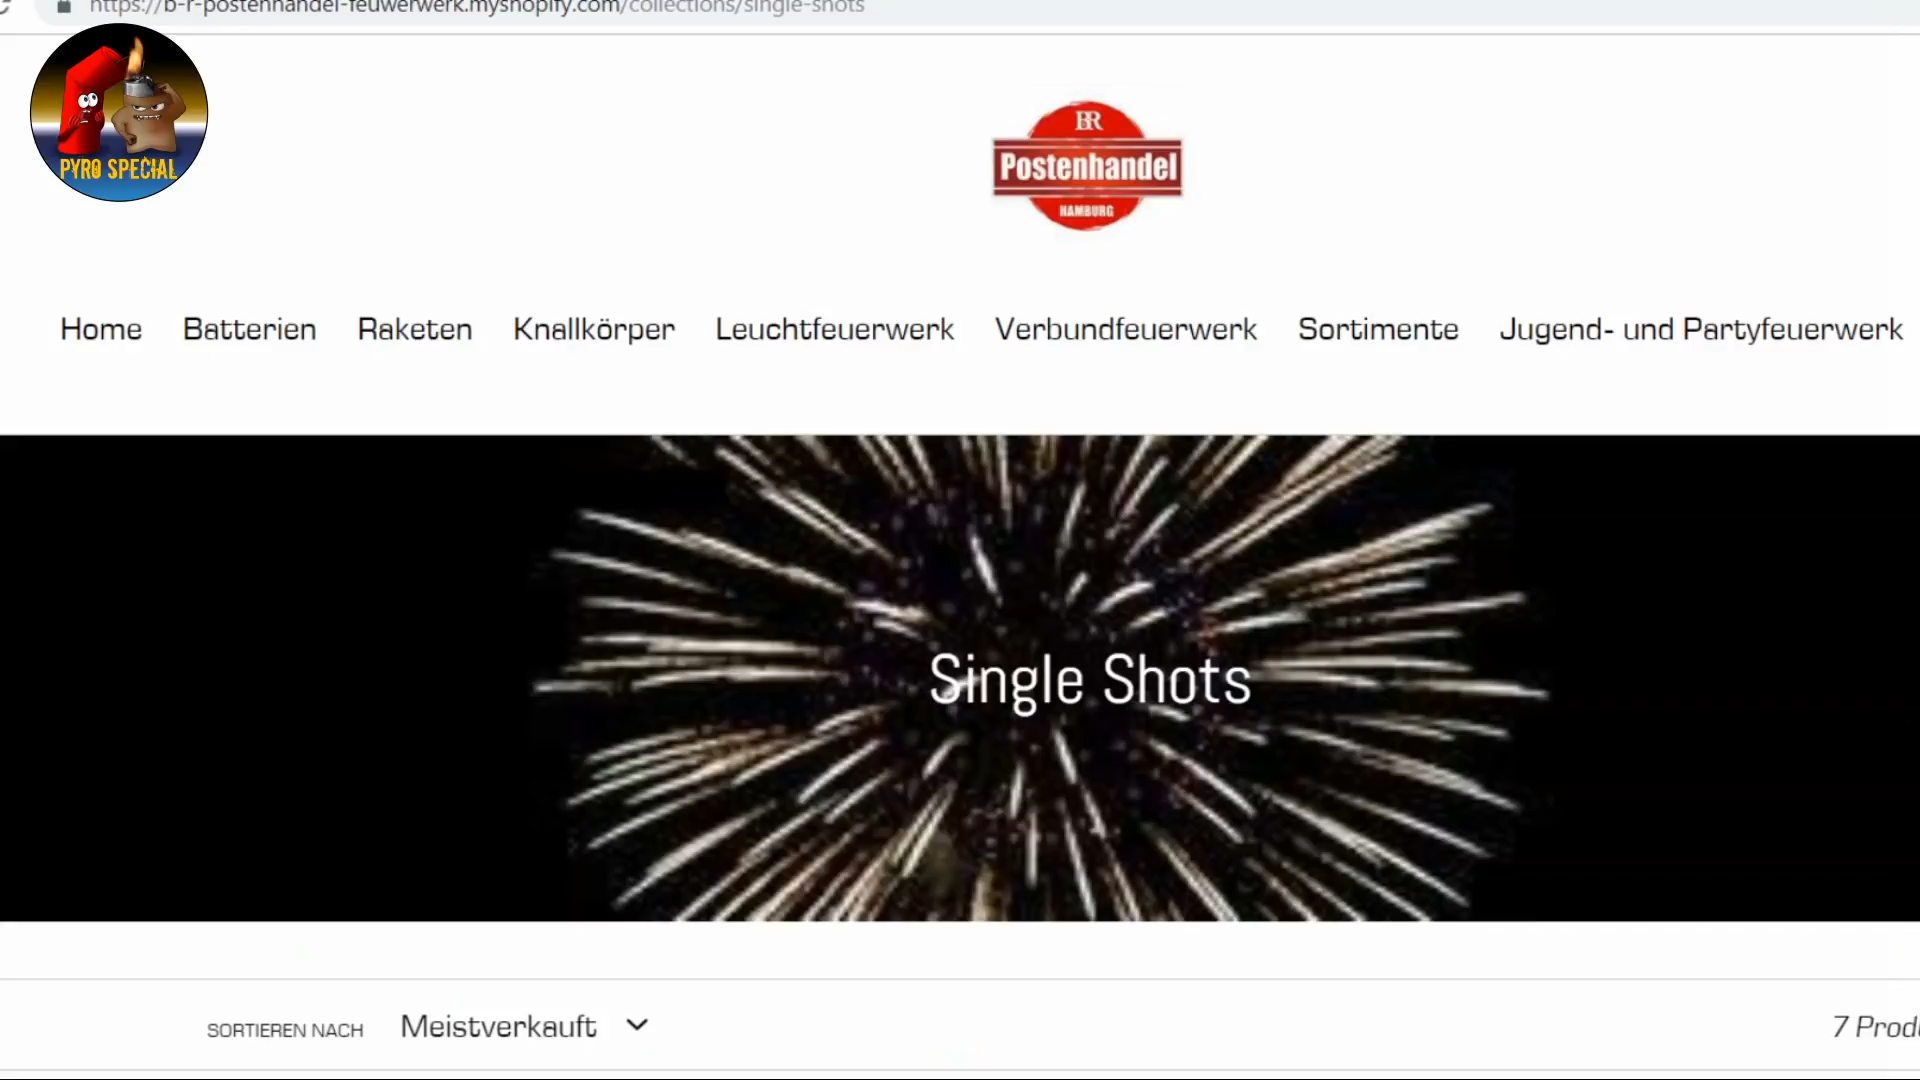 https://b-r-postenhandel-feuwerwerk.myshopify.com/collections/single-shots
PYRO SPECIAL
BR
Postenhandel
HAMBURG
Home Batterien Raketen Knallkörper Leuchtfeuerwerk Verbundfeuerwerk Sortimente Jugend- und Partyfeuerwerk
Single Shots
SORTIEREN NACH Meistverkauft 7